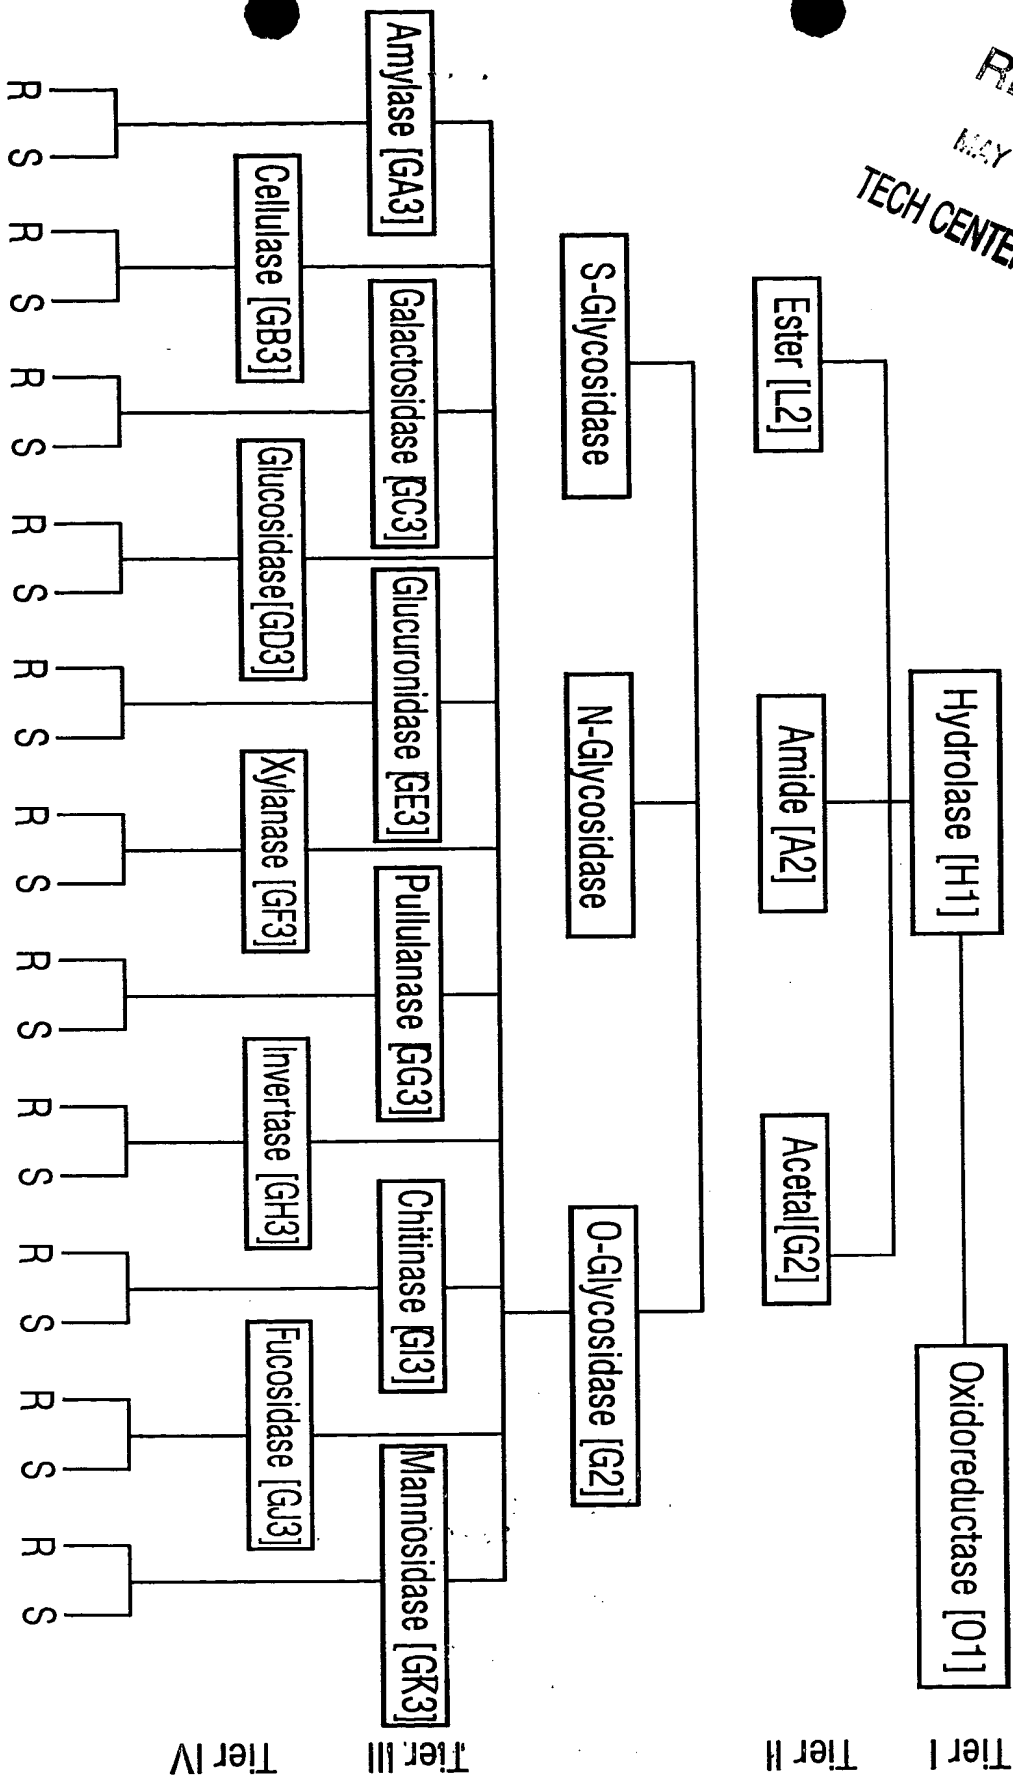 MAY
TECH CENTER
Tier I
Hydrolase [H1]
Oxidoreductase [O1]
Tier II
Ester [L2]
Amide [A2]
Acetal[G2]
S-Glycosidase
N-Glycosidase
O-Glycosidase [G2]
Tier III
Amylase [GA3]
Galactosidase [GC3]
Glucuronidase [GE3]
Pullulanase [GG3]
Chitinase [GI3]
Mannosidase [GK3]
Tier IV
Cellulase [GB3]
Glucosidase[GD3]
Xylanase [GF3]
Invertase [GH3]
Fucosidase [GJ3]
R S R S R S R S R S R S R S R S R S R S R S